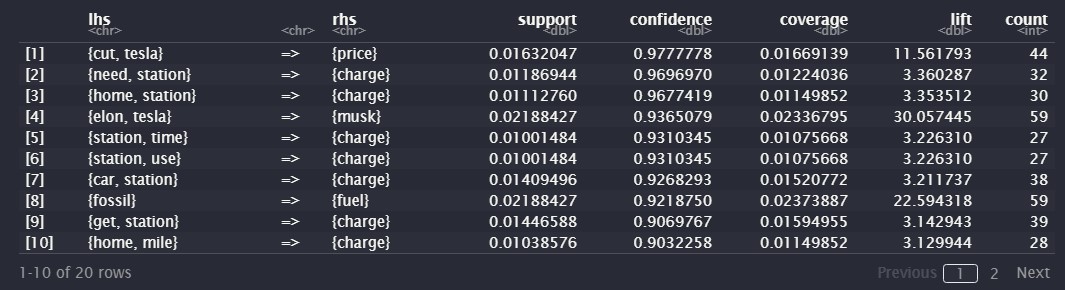 lhs rhs support confidence coverage lift count
<chr> <chr> <chr> <dbl> <dbl> <dbl> <dbl> <int>
[1] {cut, tesla} => {price} 0.01632047 0.9777778 0.01669139 11.561793 44
[2] {need, station} => {charge} 0.01186944 0.9696970 0.01224036 3.360287 32
[3] {home, station} => {charge} 0.01112760 0.9677419 0.01149852 3.353512 30
[4] {elon, tesla} => {musk} 0.02188427 0.9365079 0.02336795 30.057445 59
[5] {station, time} => {charge} 0.01001484 0.9310345 0.01075668 3.226310 27
[6] {station, use} => {charge} 0.01001484 0.9310345 0.01075668 3.226310 27
[7] {car, station} => {charge} 0.01409496 0.9268293 0.01520772 3.211737 38
[8] {fossil} => {fuel} 0.02188427 0.9218750 0.02373887 22.594318 59
[9] {get, station} => {charge} 0.01446588 0.9069767 0.01594955 3.142943 39
[10] {home, mile} => {charge} 0.01038576 0.9032258 0.01149852 3.129944 28
1-10 of 20 rows Previous 1 2 Next